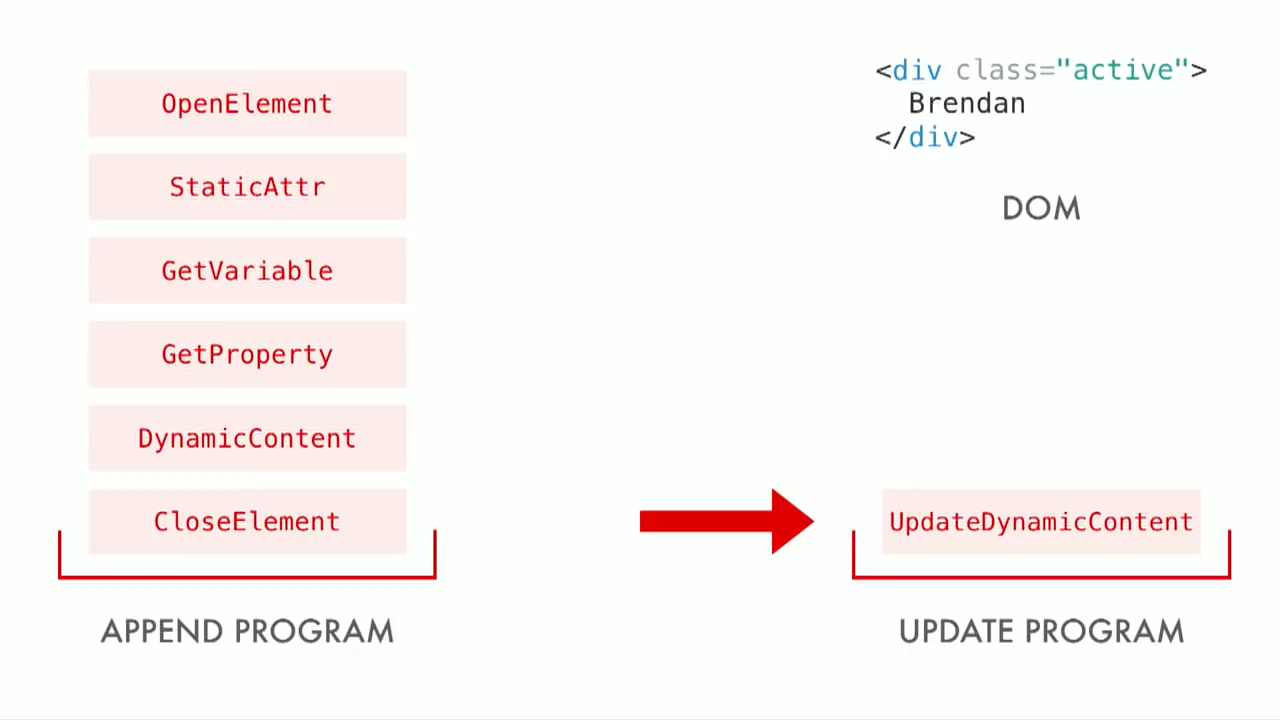 OpenElement
StaticAttr
GetVariable
GetProperty
DynamicContent
CloseElement
APPEND PROGRAM
<div class="active">
  Brendan
</div>
DOM
UpdateDynamicContent
UPDATE PROGRAM